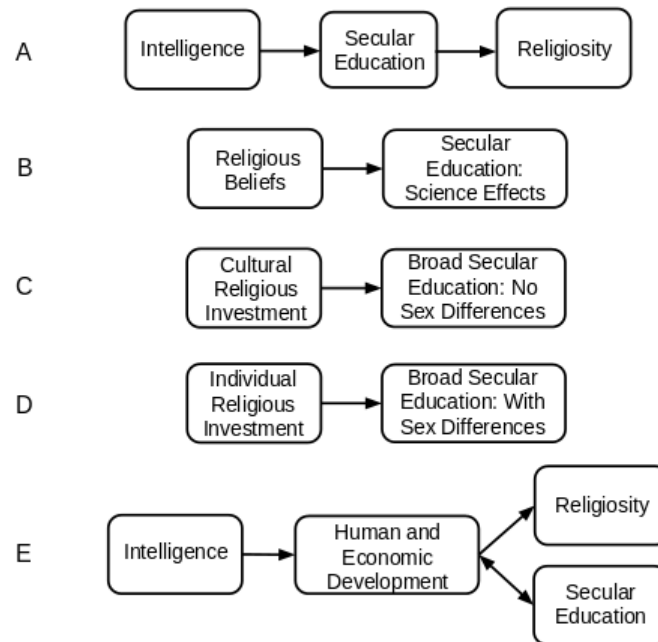 A
Intelligence
Secular
Education
Religiosity
B
Religious
Beliefs
Secular
Education:
Science Effects
C
Cultural
Religious
Investment
Broad Secular
Education: No
Sex Differences
D
Individual
Religious
Investment
Broad Secular
Education: With
Sex Differences
E
Intelligence
Human and
Economic
Development
Religiosity
Secular
Education